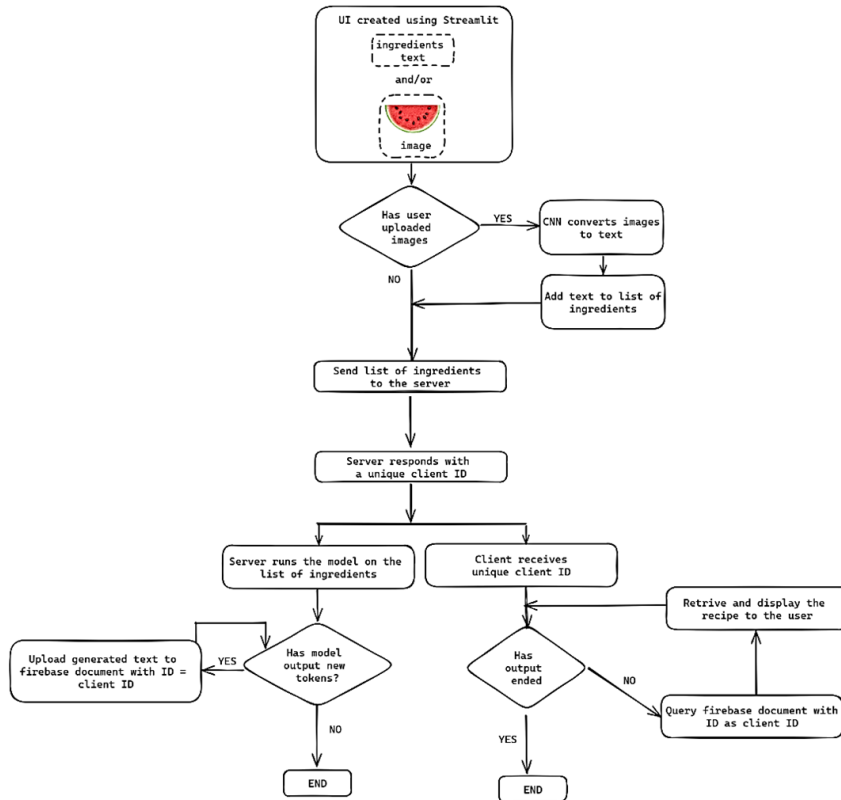 UI created using Streamlit
ingredients
text
and/or
image
Has user
uploaded
images
YES
CNN converts images
to text
NO
Add text to list of
ingredients
Send list of ingredients
to the server
Server responds with
a unique client ID
Server runs the model on the
list of ingredients
Client receives
unique client ID
Retrive and display the
recipe to the user
Upload generated text to
firebase document with ID =
client ID
YES
Has model
output new
tokens?
Has
output
ended
NO
Query firebase document with
ID as client ID
NO
YES
END
END